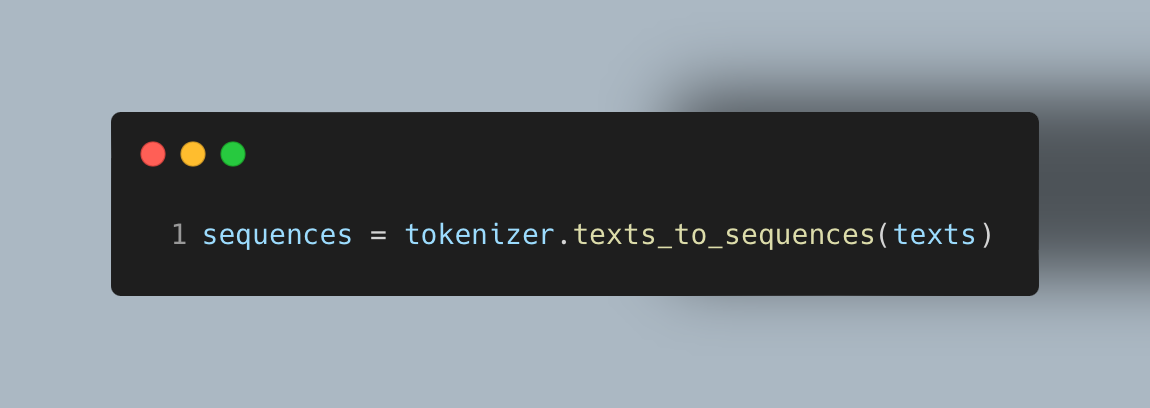 1 sequences = tokenizer.texts_to_sequences(texts)